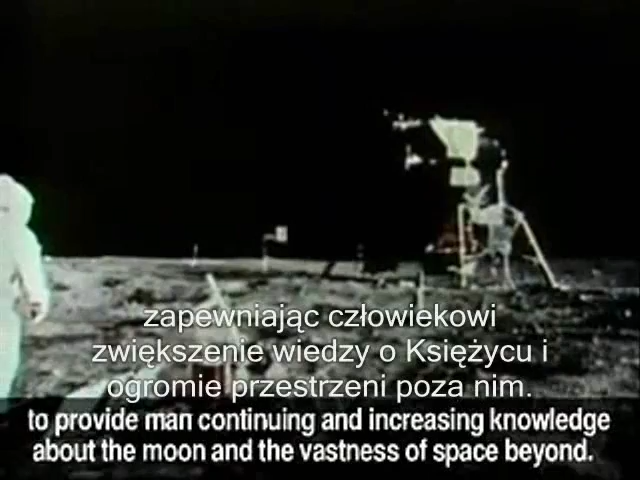 zapewniając człowiekowi
zwiększenie wiedzy o Księżycu i
ogromie przestrzeni poza nim.
to provide man continuing and increasing knowledge
about the moon and the vastness of space beyond.